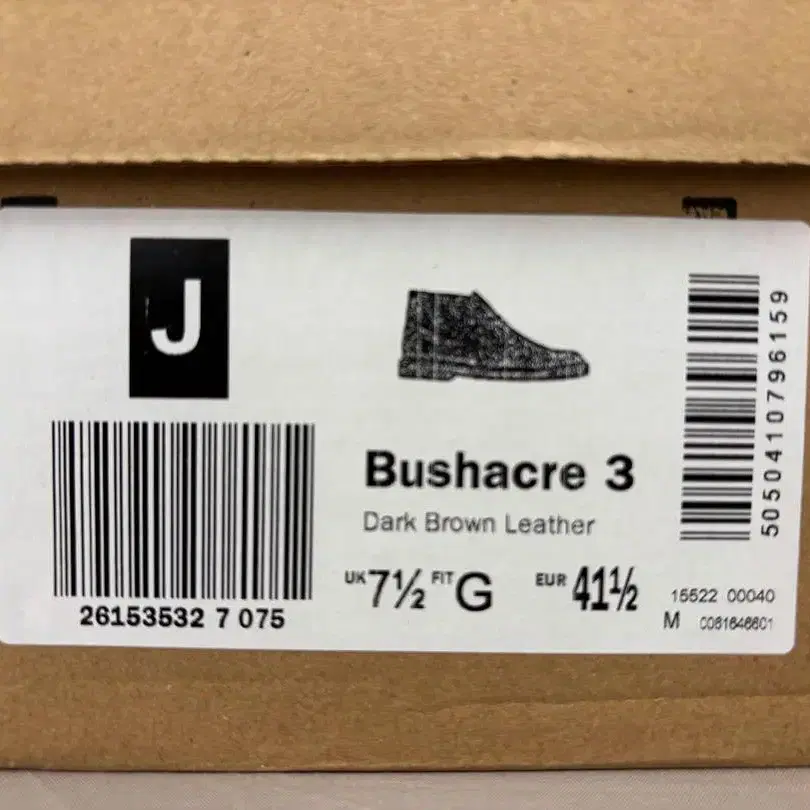 J
Bushacre 3
Dark Brown Leather
UK 7½ FIT G EUR 41½
26153532 7 075
5050410796159
15522 00040
M